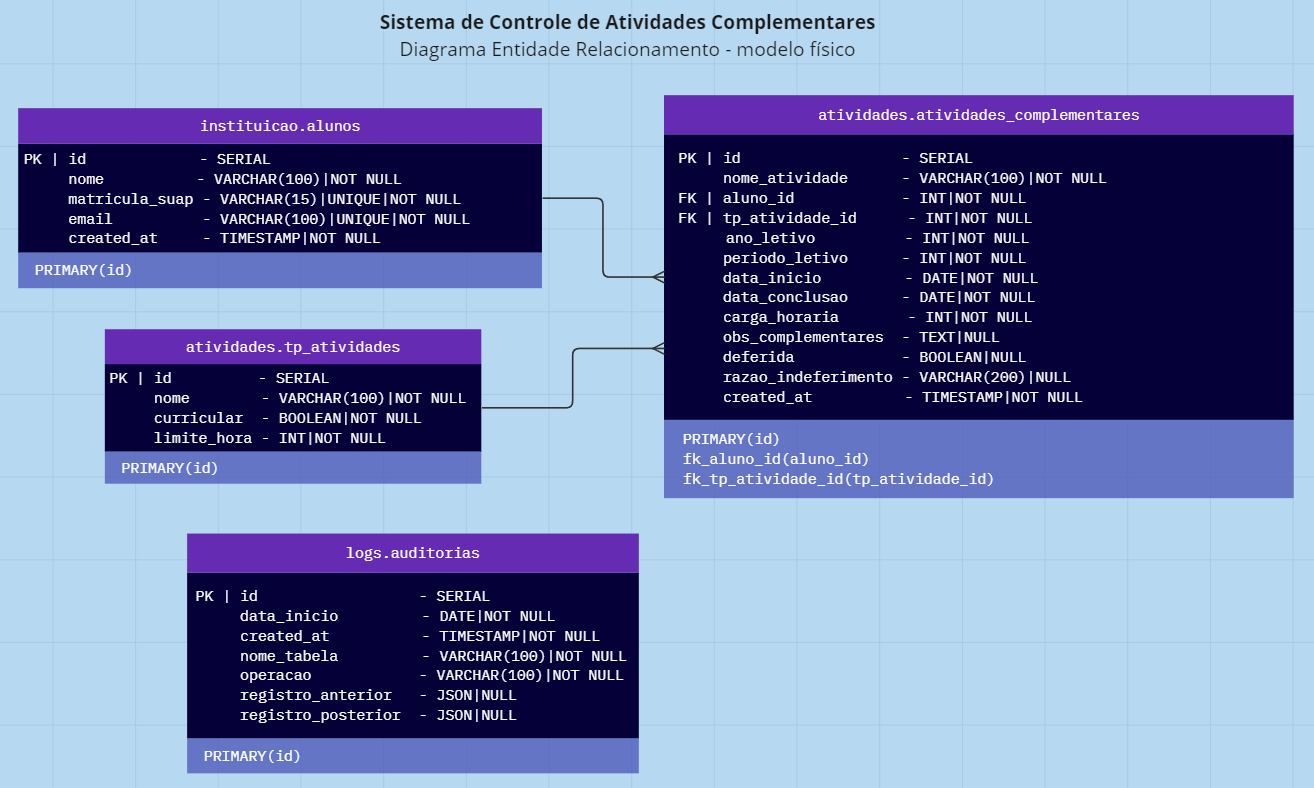 Sistema de Controle de Atividades Complementares
Diagrama Entidade Relacionamento - modelo físico
instituicao.alunos
PK | id - SERIAL
nome - VARCHAR(100)|NOT NULL
matricula_suap - VARCHAR(15)|UNIQUE|NOT NULL
email - VARCHAR(100)|UNIQUE|NOT NULL
created_at - TIMESTAMP|NOT NULL
PRIMARY(id)
atividades.tp_atividades
PK | id - SERIAL
nome - VARCHAR(100)|NOT NULL
curricular - BOOLEAN|NOT NULL
limite_hora - INT|NOT NULL
PRIMARY(id)
atividades.atividades_complementares
PK | id - SERIAL
nome_atividade - VARCHAR(100)|NOT NULL
FK | aluno_id - INT|NOT NULL
FK | tp_atividade_id - INT|NOT NULL
ano_letivo - INT|NOT NULL
periodo_letivo - INT|NOT NULL
data_inicio - DATE|NOT NULL
data_conclusao - DATE|NOT NULL
carga_horaria - INT|NOT NULL
obs_complementares - TEXT|NULL
deferida - BOOLEAN|NULL
razao_indeferimento - VARCHAR(200)|NULL
created_at - TIMESTAMP|NOT NULL
PRIMARY(id)
fk_aluno_id(aluno_id)
fk_tp_atividade_id(tp_atividade_id)
logs.auditorias
PK | id - SERIAL
data_inicio - DATE|NOT NULL
created_at - TIMESTAMP|NOT NULL
nome_tabela - VARCHAR(100)|NOT NULL
operacao - VARCHAR(100)|NOT NULL
registro_anterior - JSON|NULL
registro_posterior - JSON|NULL
PRIMARY(id)